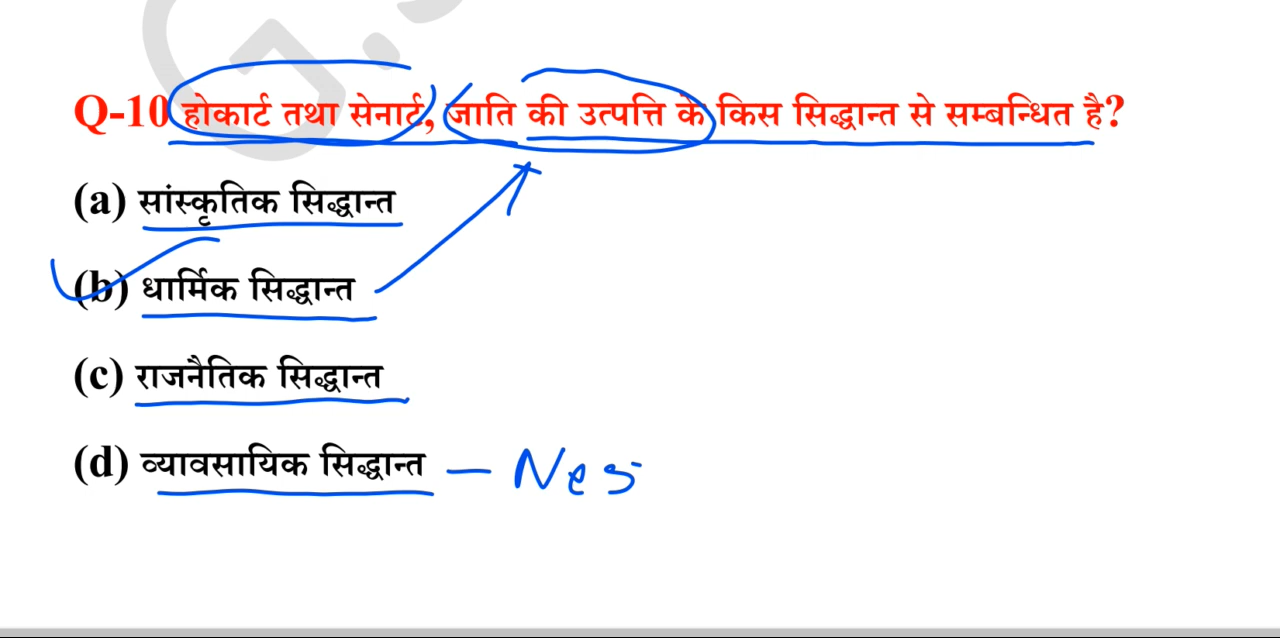 Q-10 होकार्ट तथा सेनार्ट, जाति की उत्पत्ति के किस सिद्धान्त से सम्बन्धित है?
(a) सांस्कृतिक सिद्धान्त
(b) धार्मिक सिद्धान्त
(c) राजनैतिक सिद्धान्त
(d) व्यावसायिक सिद्धान्त – Nes